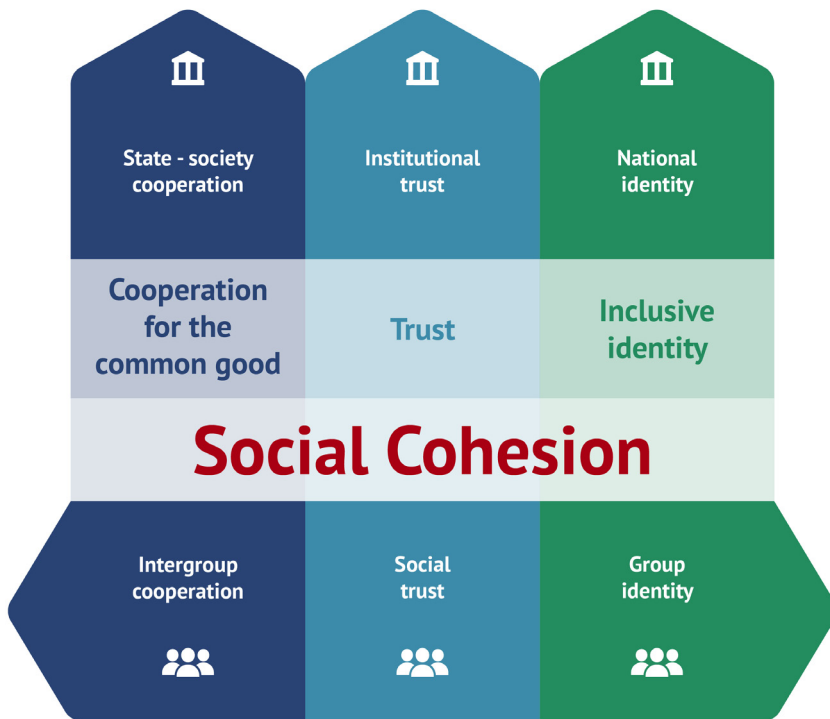 State - society
cooperation
Institutional
trust
National
identity
Cooperation
for the
common good
Trust
Inclusive
identity
Social Cohesion
Intergroup
cooperation
Social
trust
Group
identity